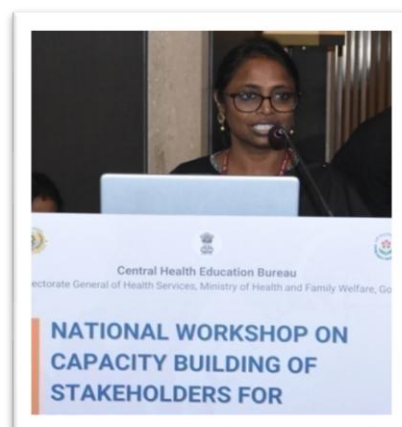 Central Health Education Bureau
ectorate General of Health Services, Ministry of Health and Family Welfare, Go
NATIONAL WORKSHOP ON
CAPACITY BUILDING OF
STAKEHOLDERS FOR